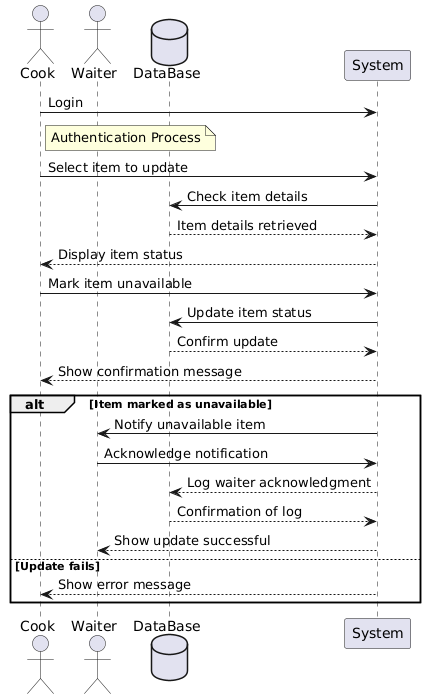 Cook Waiter DataBase System
Login
Authentication Process
Select item to update
Check item details
Item details retrieved
Display item status
Mark item unavailable
Update item status
Confirm update
Show confirmation message
alt [Item marked as unavailable]
Notify unavailable item
Acknowledge notification
Log waiter acknowledgment
Confirmation of log
Show update successful
[Update fails]
Show error message
Cook Waiter DataBase System